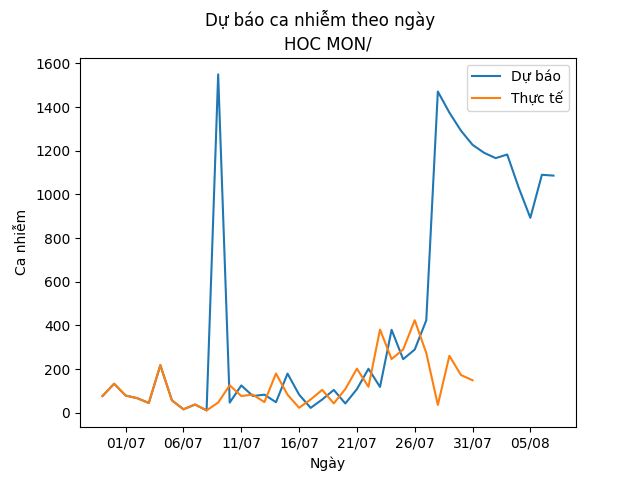 Dự báo ca nhiễm theo ngày
HOC MON/
Dự báo
Thực tế
Ca nhiễm
1600
1400
1200
1000
800
600
400
200
0
01/07 06/07 11/07 16/07 21/07 26/07 31/07 05/08
Ngày